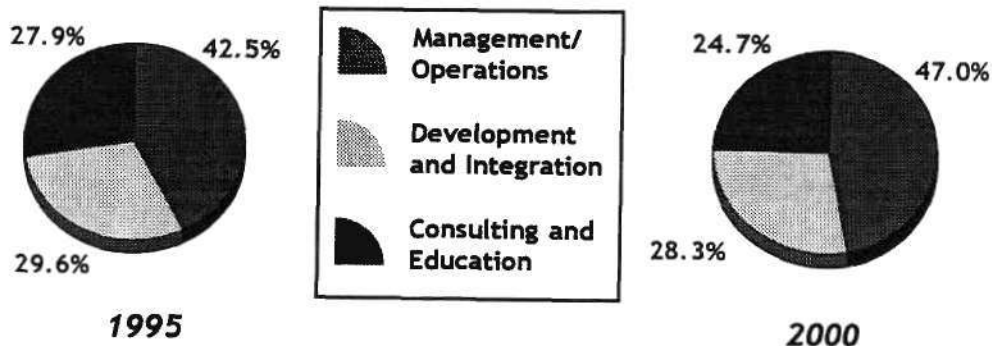 27.9%
42.5%
29.6%
1995
Management/
Operations
Development
and Integration
Consulting and
Education
24.7%
47.0%
28.3%
2000